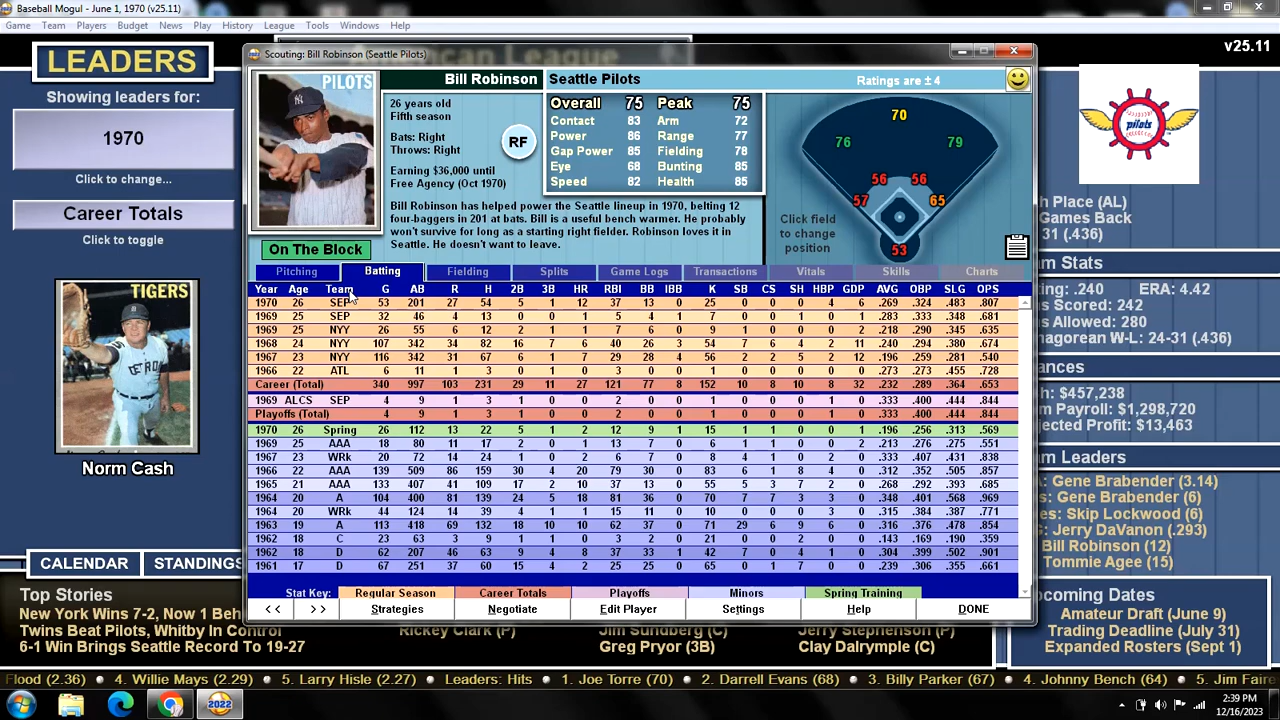 Baseball Mogul - June 1, 1970 (v25.11)
Game Team Players Budget News Play History League Tools Windows Help
LEADERS
Showing leaders for:
1970
Click to change...
Career Totals
Click to toggle
TIGERS
Norm Cash
CALENDAR STANDINGS
Top Stories
New York Wins 7-2, Now 1 Behi
Twins Beat Pilots, Whitby In Control
6-1 Win Brings Seattle Record To 19-27
v25.11
Scouting: Bill Robinson (Seattle Pilots)
PILOTS
Bill Robinson
26 years old
Fifth season
Bats: Right
Throws: Right
Earning $36,000 until
Free Agency (Oct 1970)
RF
Seattle Pilots
Overall 75 Peak 75
Contact 83 Arm 72
Power 86 Range 77
Gap Power 85 Fielding 78
Eye 68 Bunting 85
Speed 82 Health 85
Bill Robinson has helped power the Seattle lineup in 1970, belting 12
four-baggers in 201 at bats. Bill is a useful bench warmer. He probably
won't survive for long as a starting right fielder. Robinson loves it in
Seattle. He doesn't want to leave.
On The Block
Ratings are ± 4
70
76 79
56 56
57 65
53
Click field
to change
position
Pitching Batting Fielding Splits Game Logs Transactions Vitals Skills Charts
Year Age Team G AB R H 2B 3B HR RBI BB IBB K SB CS SH HBP GDP AVG OBP SLG OPS
1970 26 SEP 53 201 27 54 5 1 12 37 13 0 25 0 0 0 4 6 .269 .324 .483 .807
1969 25 SEP 32 46 4 13 0 0 1 5 4 1 7 0 0 1 0 1 .283 .333 .348 .681
1969 25 NYY 26 55 6 12 2 1 1 7 6 0 9 1 0 0 0 2 .218 .290 .345 .635
1968 24 NYY 107 342 34 82 16 7 6 40 26 3 54 7 6 4 2 11 .240 .294 .380 .674
1967 23 NYY 116 342 31 67 6 1 7 29 28 4 56 2 2 5 2 12 .196 .259 .281 .540
1966 22 ATL 6 11 1 3 0 1 0 3 0 0 1 0 0 0 0 0 .273 .273 .455 .728
Career (Total) 340 997 103 231 29 11 27 121 77 8 152 10 8 10 8 32 .232 .289 .364 .653
1969 ALCS SEP 4 9 1 3 1 0 0 2 0 0 1 0 0 0 1 0 .333 .400 .444 .844
Playoffs (Total) 4 9 1 3 1 0 0 2 0 0 1 0 0 0 1 0 .333 .400 .444 .844
1970 26 Spring 26 112 13 22 5 1 2 12 9 1 15 1 1 0 0 1 .196 .256 .313 .569
1969 25 AAA 18 80 11 17 2 0 1 13 7 0 6 1 1 0 0 2 .213 .276 .275 .551
1967 23 WRk 20 72 14 24 1 0 2 6 7 0 8 4 1 0 2 0 .333 .407 .431 .838
1966 22 AAA 139 509 86 159 30 4 20 79 30 0 83 6 1 8 4 0 .312 .352 .505 .857
1965 21 AAA 133 407 41 109 17 2 10 37 13 0 55 5 3 7 2 0 .268 .292 .393 .685
1964 20 A 104 400 81 139 24 5 18 81 36 0 70 7 7 3 4 0 .348 .401 .568 .969
1964 20 WRk 44 124 14 39 4 1 1 15 11 0 10 0 0 0 3 0 .315 .384 .387 .771
1963 19 A 113 418 69 132 18 10 10 62 37 0 71 29 6 9 6 0 .316 .376 .478 .854
1962 18 C 23 63 3 9 1 1 0 3 2 0 21 0 0 2 0 0 .143 .169 .190 .359
1962 18 D 62 207 46 63 9 4 8 37 33 1 42 7 0 4 1 0 .304 .399 .502 .901
1961 17 D 67 251 37 60 15 4 2 25 25 0 65 1 0 7 1 0 .239 .306 .355 .661
Stat Key: Regular Season Career Totals Playoffs Minors Spring Training
<< >> Strategies Negotiate Edit Player Settings Help DONE
Rickey Clark (P) Jim Sundberg (C) Jerry Stephenson (P)
Greg Pryor (3B) Clay Dalrymple (C)
pilots
h Place (AL)
Games Back
31 (.436)
am Stats
ting: .240 ERA: 4.42
s Scored: 242
s Allowed: 280
hagorean W-L: 24-31 (.436)
ances
h: $457,238
m Payroll: $1,298,720
jected Profit: $13,463
am Leaders
A: Gene Brabender (3.14)
s: Gene Brabender (6)
es: Skip Lockwood (6)
G: Jerry DaVanon (.293)
Bill Robinson (12)
Tommie Agee (15)
pcoming Dates
Amateur Draft (June 9)
Trading Deadline (July 31)
Expanded Rosters (Sept 1)
Flood (2.36) 4. Willie Mays (2.29) 5. Larry Hisle (2.27) Leaders: Hits 1. Joe Torre (70) 2. Darrell Evans (68) 3. Billy Parker (67) 4. Johnny Bench (64) 5. Jim Faire
2022
2:39 PM
12/16/2023